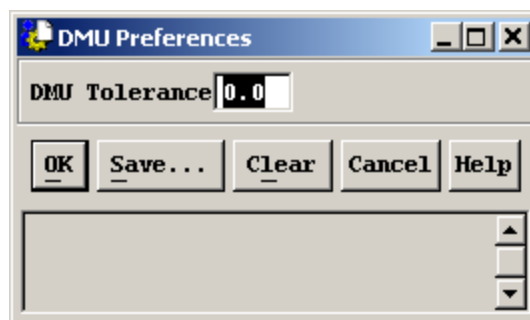 DMU Preferences
DMU Tolerance 0.0
OK Save... Clear Cancel Help